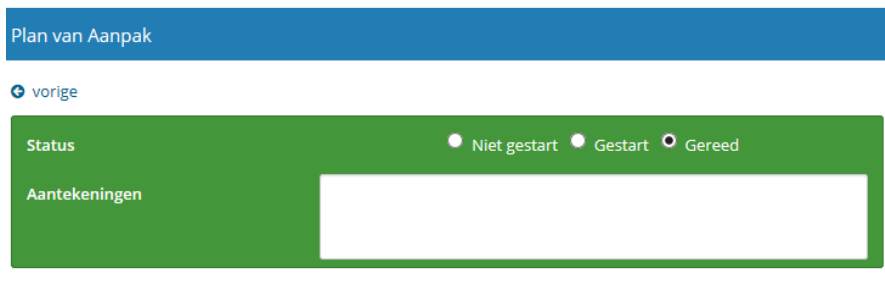 Plan van Aanpak
vorige
Status Niet gestart Gestart Gereed
Aantekeningen